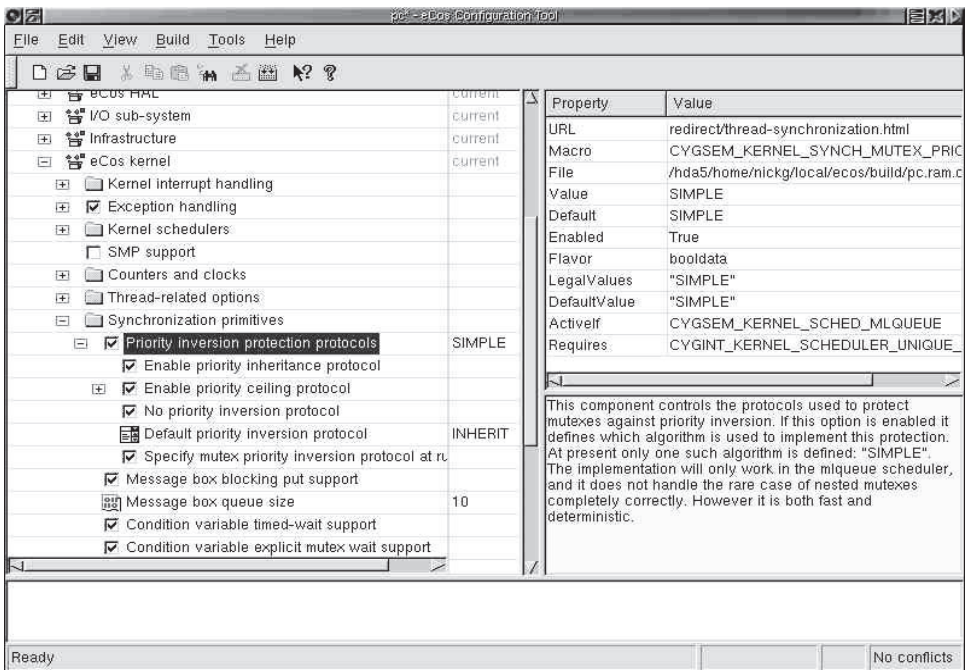 pc* - eCos Configuration Tool
File Edit View Build Tools Help
eCos HAL current
I/O sub-system current
Infrastructure current
eCos kernel current
Kernel interrupt handling
Exception handling
Kernel schedulers
SMP support
Counters and clocks
Thread-related options
Synchronization primitives
Priority inversion protection protocols SIMPLE
Enable priority inheritance protocol
Enable priority ceiling protocol
No priority inversion protocol
Default priority inversion protocol INHERIT
Specify mutex priority inversion protocol at ru
Message box blocking put support
Message box queue size 10
Condition variable timed-wait support
Condition variable explicit mutex wait support
Property Value
URL redirect/thread-synchronization.html
Macro CYGSEM_KERNEL_SYNCH_MUTEX_PRIC
File /hda5/home/nickg/local/ecos/build/pc.ram.c
Value SIMPLE
Default SIMPLE
Enabled True
Flavor booldata
LegalValues "SIMPLE"
DefaultValue "SIMPLE"
ActiveIf CYGSEM_KERNEL_SCHED_MLQUEUE
Requires CYGINT_KERNEL_SCHEDULER_UNIQUE_
This component controls the protocols used to protect
mutexes against priority inversion. If this option is enabled it
defines which algorithm is used to implement this protection.
At present only one such algorithm is defined: "SIMPLE".
The implementation will only work in the mlqueue scheduler,
and it does not handle the rare case of nested mutexes
completely correctly. However it is both fast and
deterministic.
Ready No conflicts